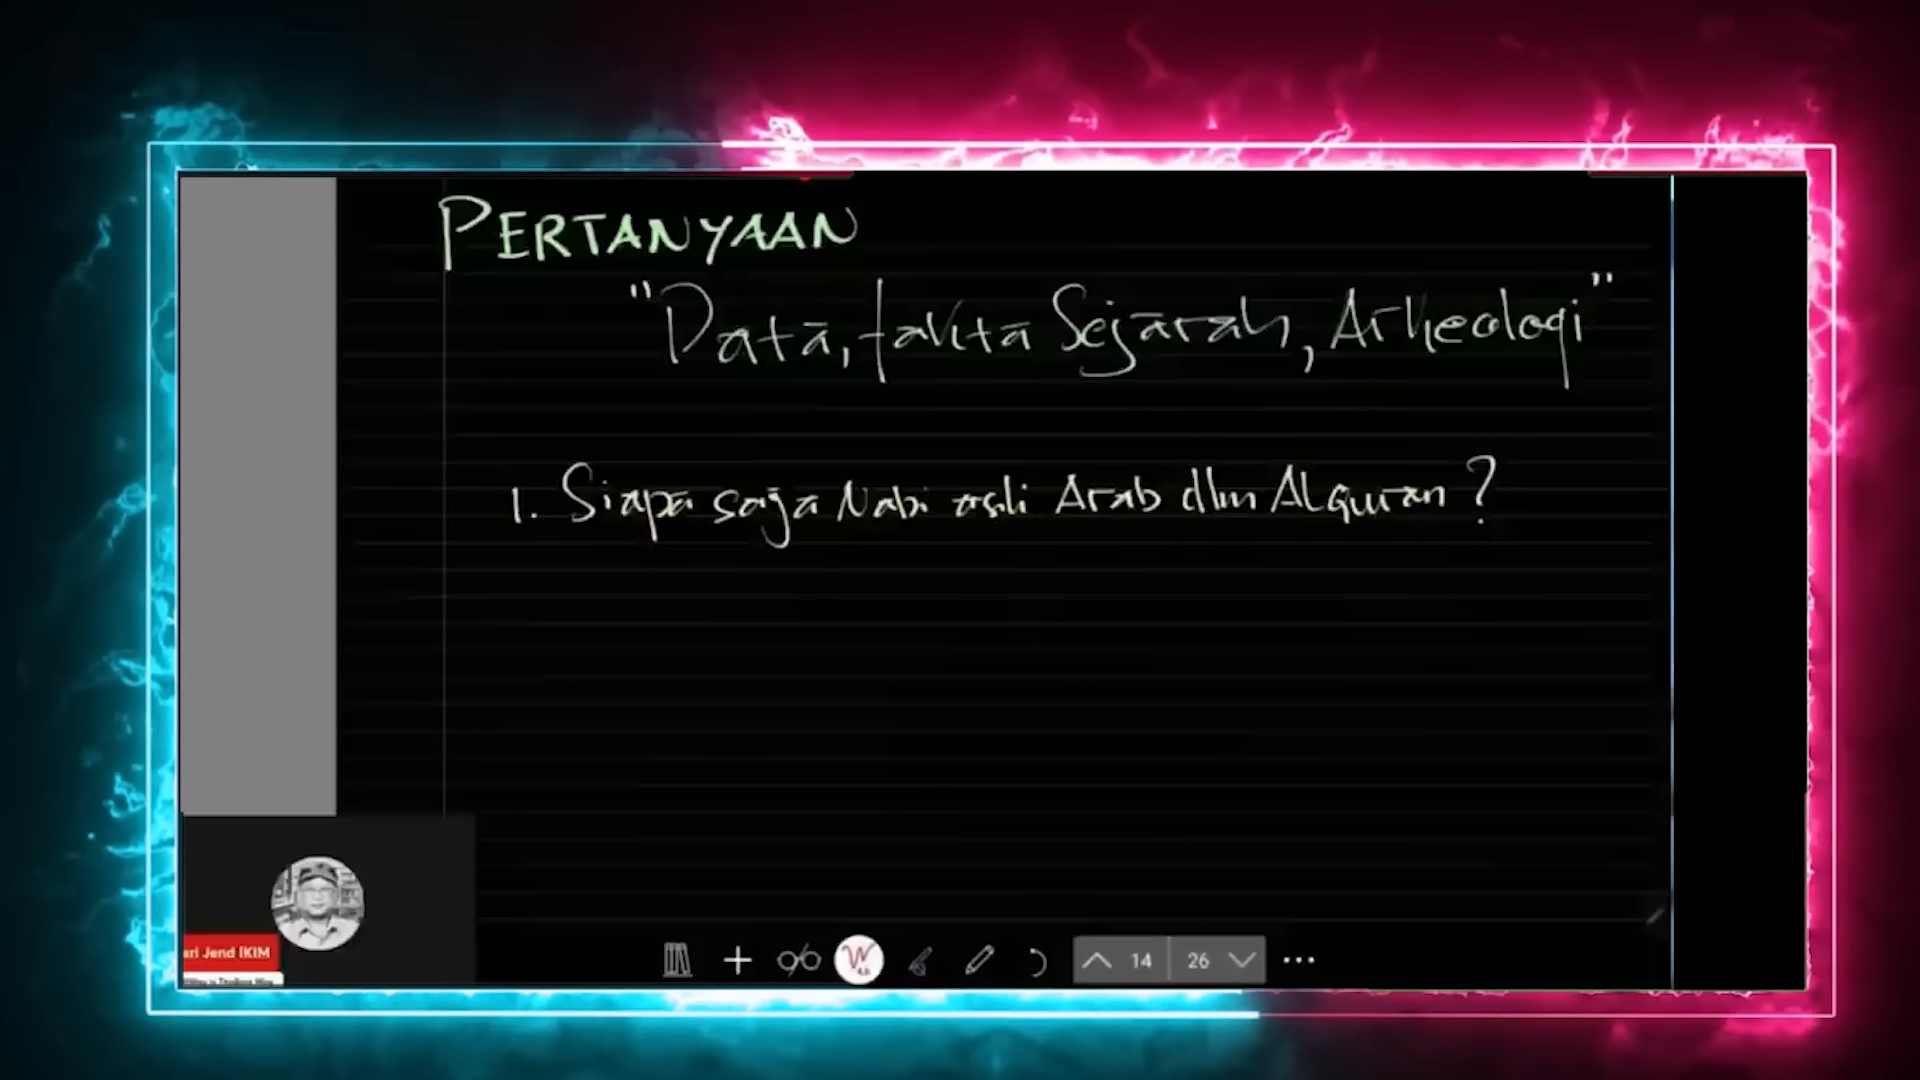 PERTANYAAN
"Data, fakta Sejarah, Arkeologi"
1. Siapa saja Nabi asli Arab dlm ALQuran?
ari Jend IKIM
14 26